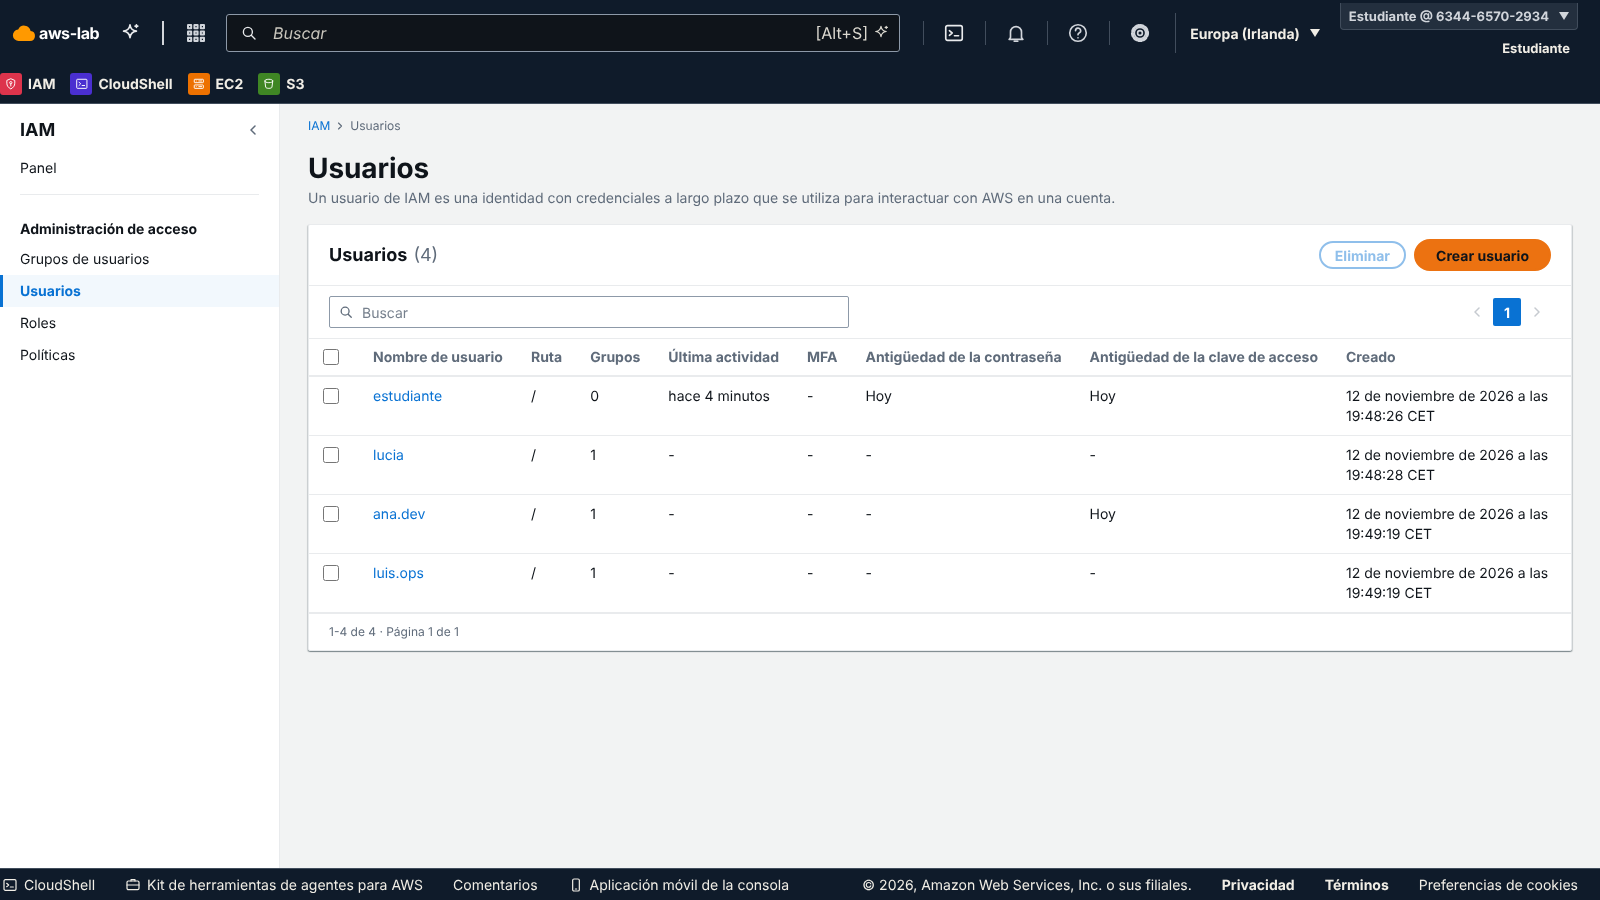 aws-lab
Buscar
[Alt+S]
Europa (Irlanda) ▼
Estudiante @ 6344-6570-2934 ▼
Estudiante
IAM
CloudShell
EC2
S3
IAM
Panel
Administración de acceso
Grupos de usuarios
Usuarios
Roles
Políticas
IAM > Usuarios
Usuarios
Un usuario de IAM es una identidad con credenciales a largo plazo que se utiliza para interactuar con AWS en una cuenta.
Usuarios (4)
Eliminar
Crear usuario
Buscar
1
Nombre de usuario Ruta Grupos Última actividad MFA Antigüedad de la contraseña Antigüedad de la clave de acceso Creado
estudiante / 0 hace 4 minutos - Hoy Hoy 12 de noviembre de 2026 a las
19:48:26 CET
lucia / 1 - - - - 12 de noviembre de 2026 a las
19:48:28 CET
ana.dev / 1 - - - Hoy 12 de noviembre de 2026 a las
19:49:19 CET
luis.ops / 1 - - - - 12 de noviembre de 2026 a las
19:49:19 CET
1-4 de 4 · Página 1 de 1
CloudShell
Kit de herramientas de agentes para AWS
Comentarios
Aplicación móvil de la consola
© 2026, Amazon Web Services, Inc. o sus filiales.
Privacidad
Términos
Preferencias de cookies